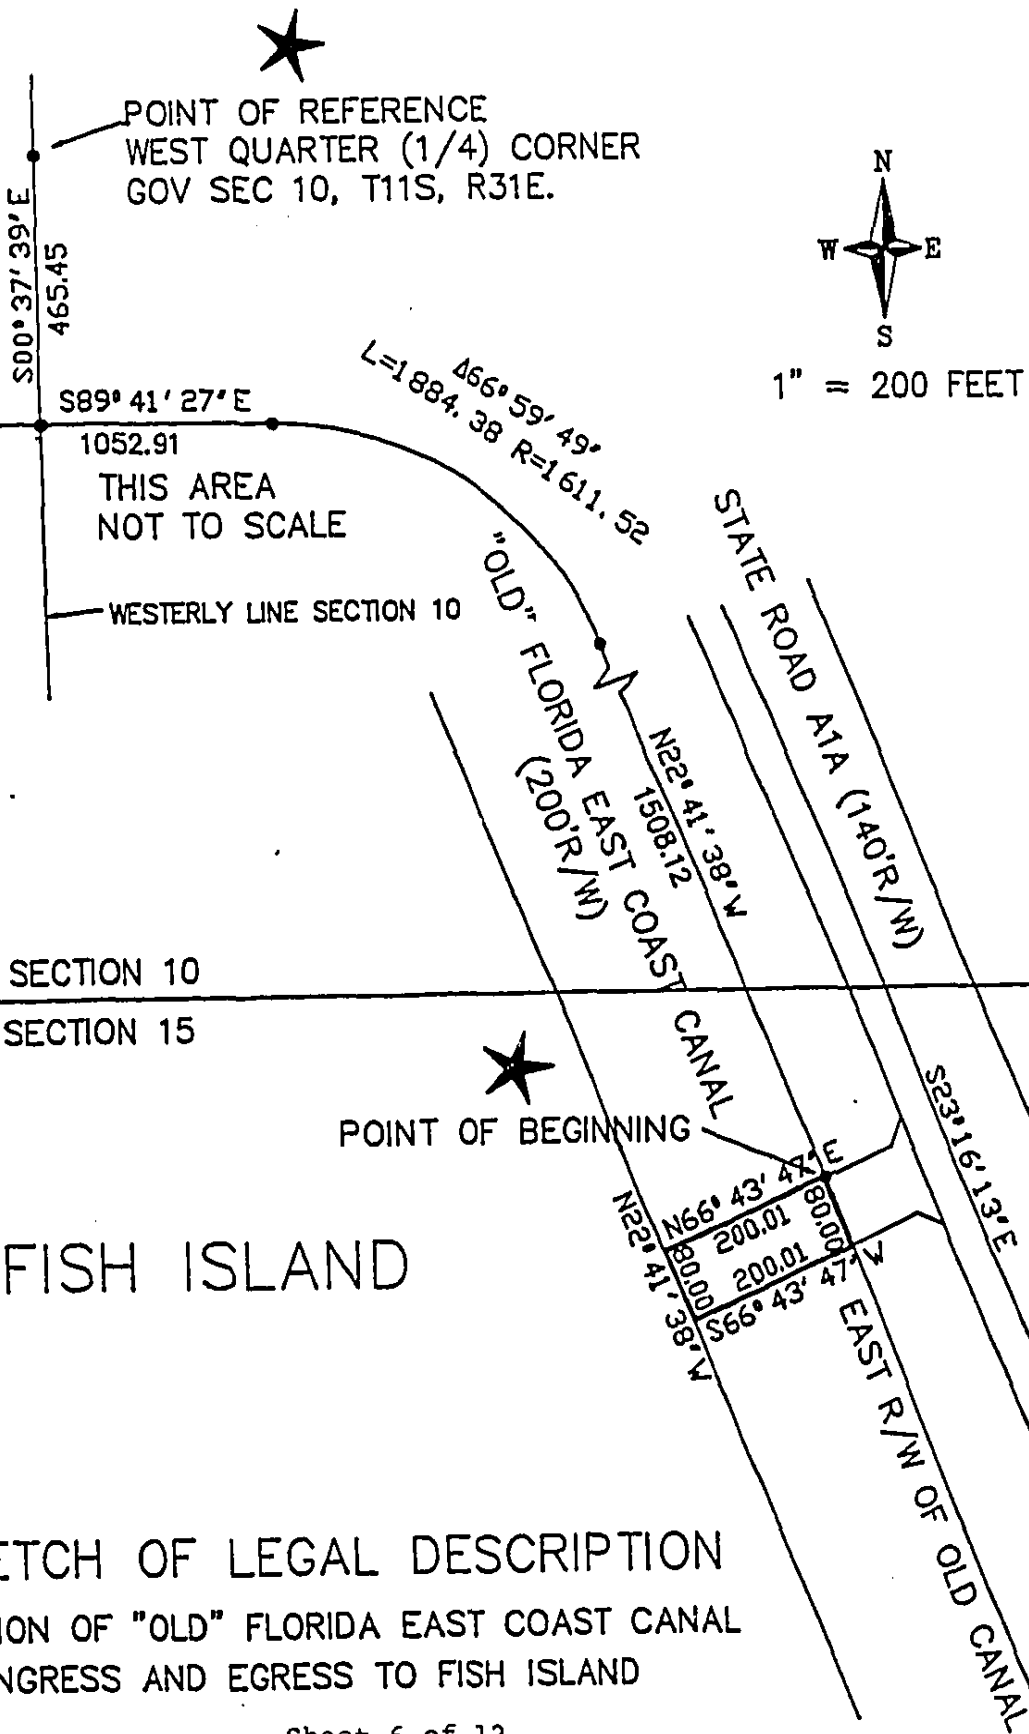 POINT OF REFERENCE
WEST QUARTER (1/4) CORNER
GOV SEC 10, T11S, R31E.
N
W E
S
1" = 200 FEET
S00°37'39"E
465.45
S89°41'27"E
1052.91
THIS AREA
NOT TO SCALE
WESTERLY LINE SECTION 10
Δ66°59'49"
L=1884.38 R=1611.52
STATE ROAD A1A (140'R/W)
"OLD" FLORIDA EAST COAST CANAL
(200'R/W)
N22°41'38"W
1508.12
SECTION 10
SECTION 15
POINT OF BEGINNING
S23°16'13"E
N66°43'47"E
200.01
80.00
80.00
200.01
S66°43'47"W
N22°41'38"W
FISH ISLAND
EAST R/W OF OLD CANAL
ETCH OF LEGAL DESCRIPTION
ION OF "OLD" FLORIDA EAST COAST CANAL
NGRESS AND EGRESS TO FISH ISLAND
Sheet 6 of 12